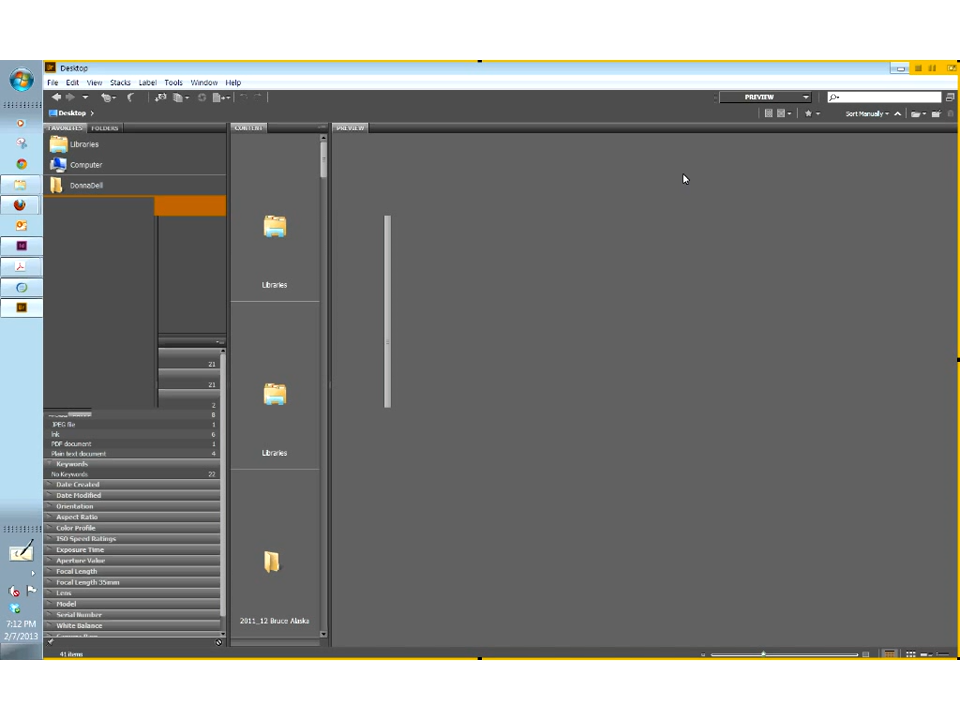 Desktop
File Edit View Stacks Label Tools Window Help
PREVIEW
Desktop
Sort Manually
FAVORITES FOLDERS
CONTENT
PREVIEW
Libraries
Computer
DonnaDell
Libraries
21
21
2
8
JPEG file 1
lnk 6
PDF document 1
Plain text document 4
Keywords
No Keywords 22
Date Created
Date Modified
Orientation
Aspect Ratio
Color Profile
ISO Speed Ratings
Exposure Time
Aperture Value
Focal Length
Focal Length 35mm
Lens
Model
Serial Number
White Balance
Libraries
2011_12 Bruce Alaska
41 items
7:12 PM
2/7/2013